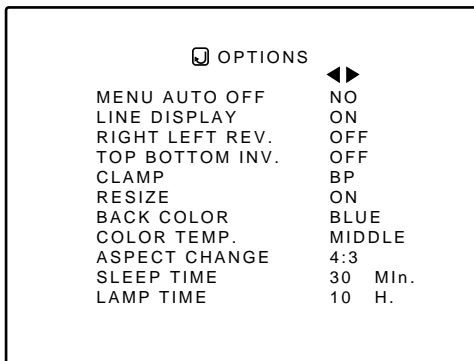 OPTIONS
MENU AUTO OFF NO
LINE DISPLAY ON
RIGHT LEFT REV. OFF
TOP BOTTOM INV. OFF
CLAMP BP
RESIZE ON
BACK COLOR BLUE
COLOR TEMP. MIDDLE
ASPECT CHANGE 4:3
SLEEP TIME 30 MIn.
LAMP TIME 10 H.